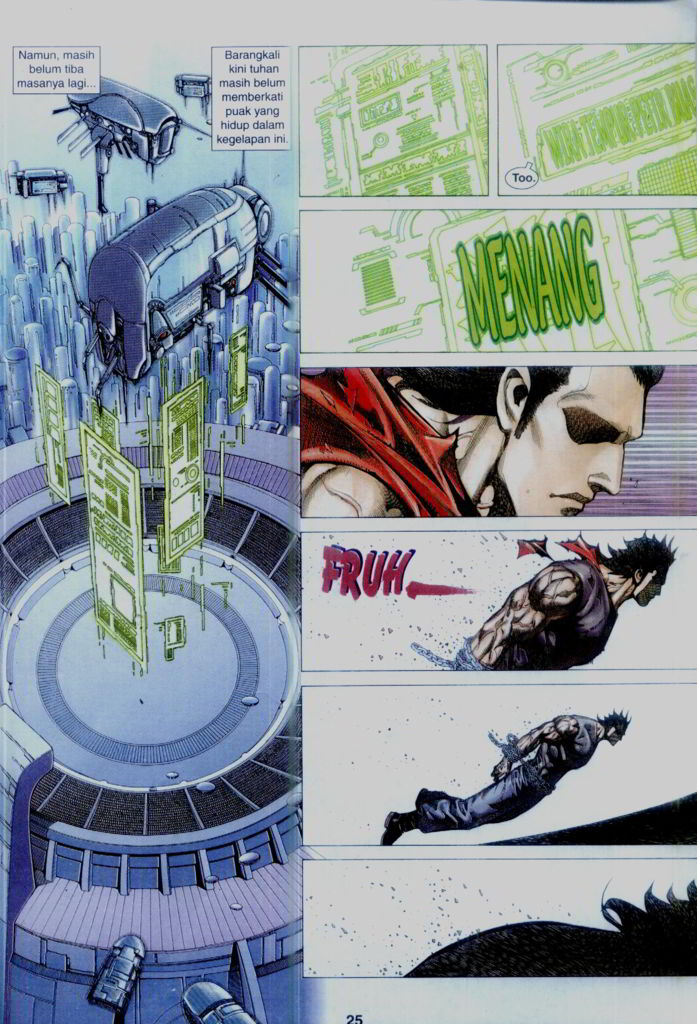 Namun, masih
belum tiba
masanya lagi...
Barangkali
kini tuhan
masih belum
memberkati
puak yang
hidup dalam
kegelapan ini.
Too.
MENANG
FRUH
25